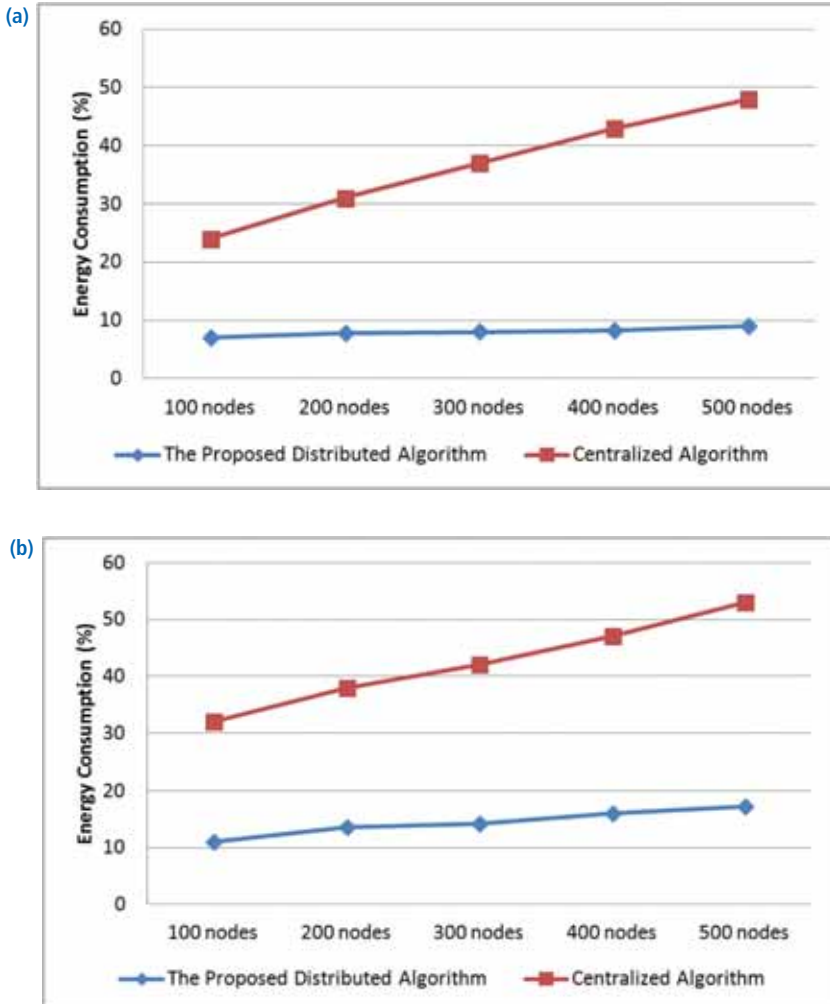 (a)
60
50
40
30
20
10
0
Energy Consumption (%)
100 nodes 200 nodes 300 nodes 400 nodes 500 nodes
The Proposed Distributed Algorithm Centralized Algorithm
(b)
60
50
40
30
20
10
0
Energy Consumption (%)
100 nodes 200 nodes 300 nodes 400 nodes 500 nodes
The Proposed Distributed Algorithm Centralized Algorithm